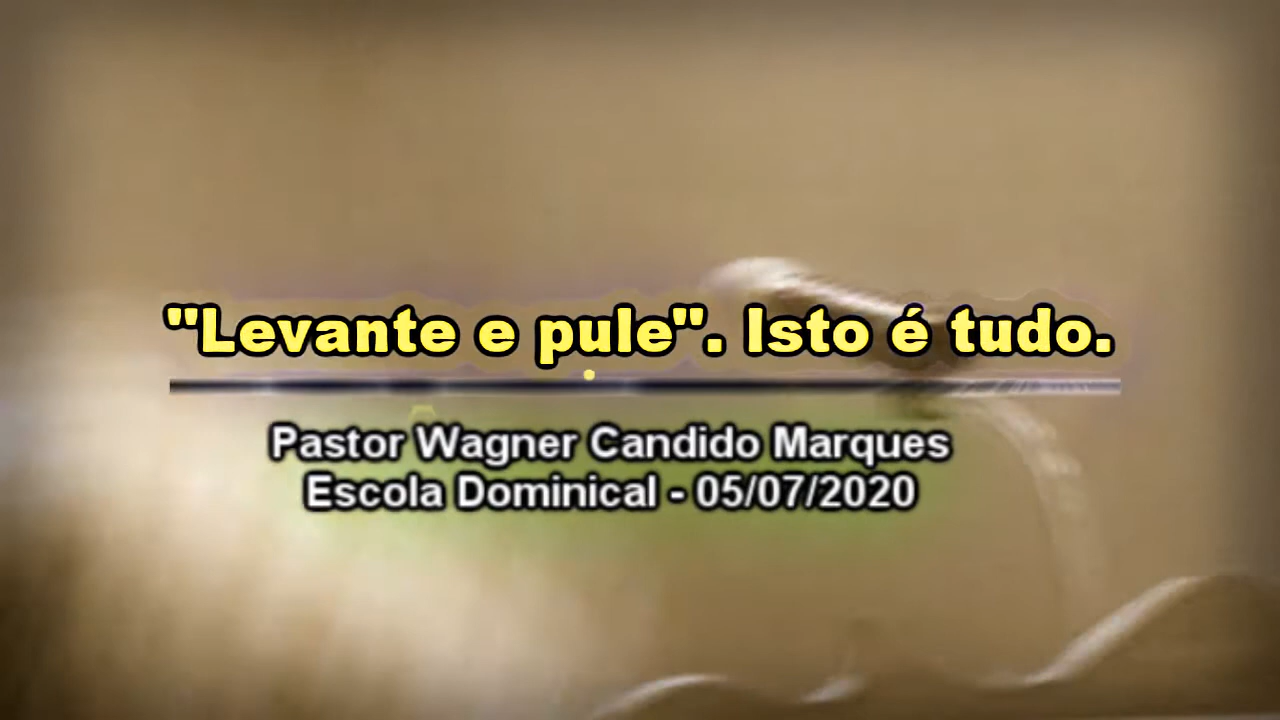 "Levante e pule". Isto é tudo.
Pastor Wagner Candido Marques
Escola Dominical - 05/07/2020